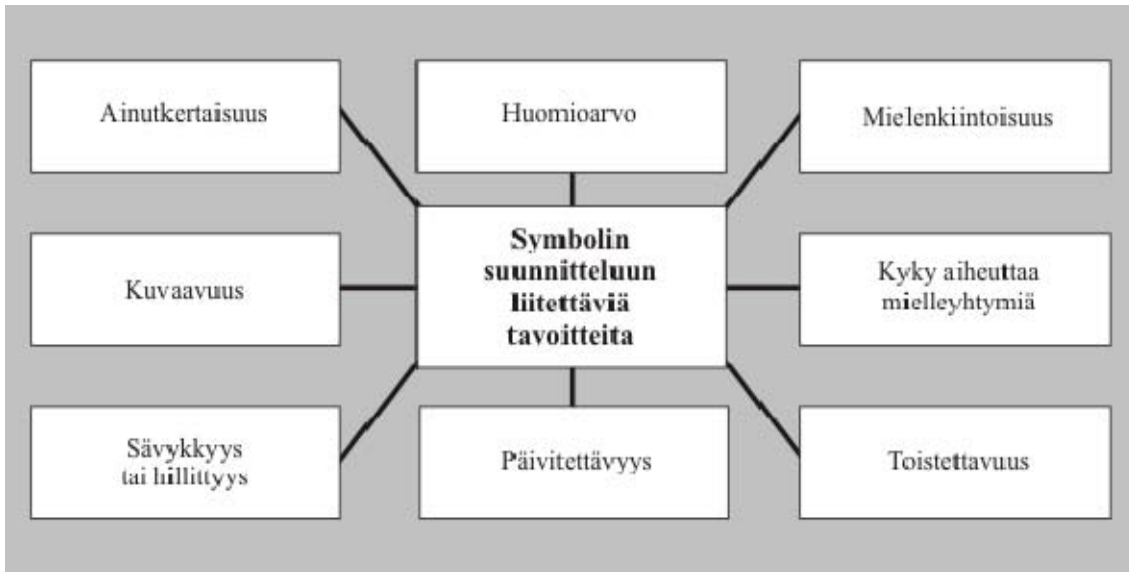 Ainutkertaisuus
Huomioarvo
Mielenkiintoisuus
Kuvaavuus
Symbolin
suunnitteluun
liitettäviä
tavoitteita
Kyky aiheuttaa
mielleyhtymiä
Sävykkyys
tai hillittyys
Päivitettävyys
Toistettavuus